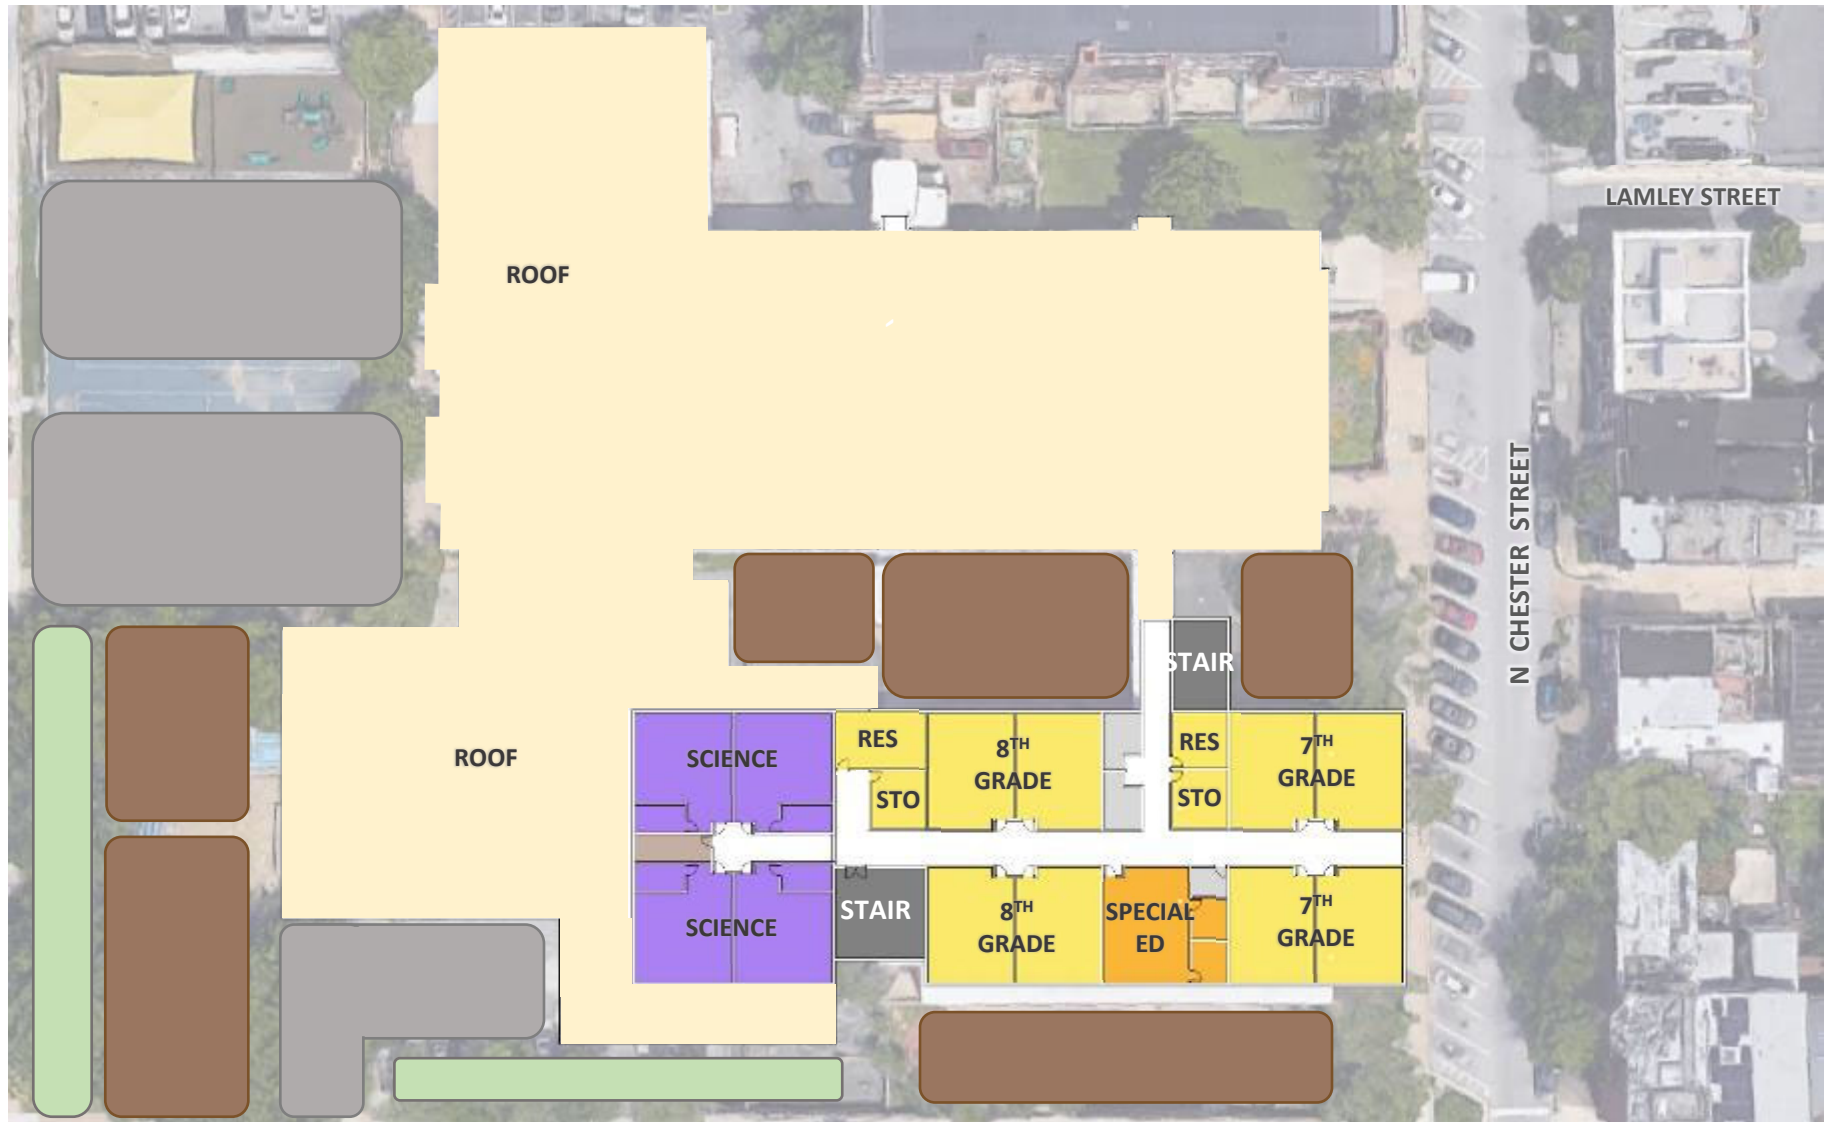 LAMLEY STREET
ROOF
N CHESTER STREET
STAIR
ROOF
SCIENCE
RES
8TH
GRADE
STO
RES
STO
7TH
GRADE
SCIENCE
STAIR
8TH
GRADE
SPECIAL
ED
7TH
GRADE